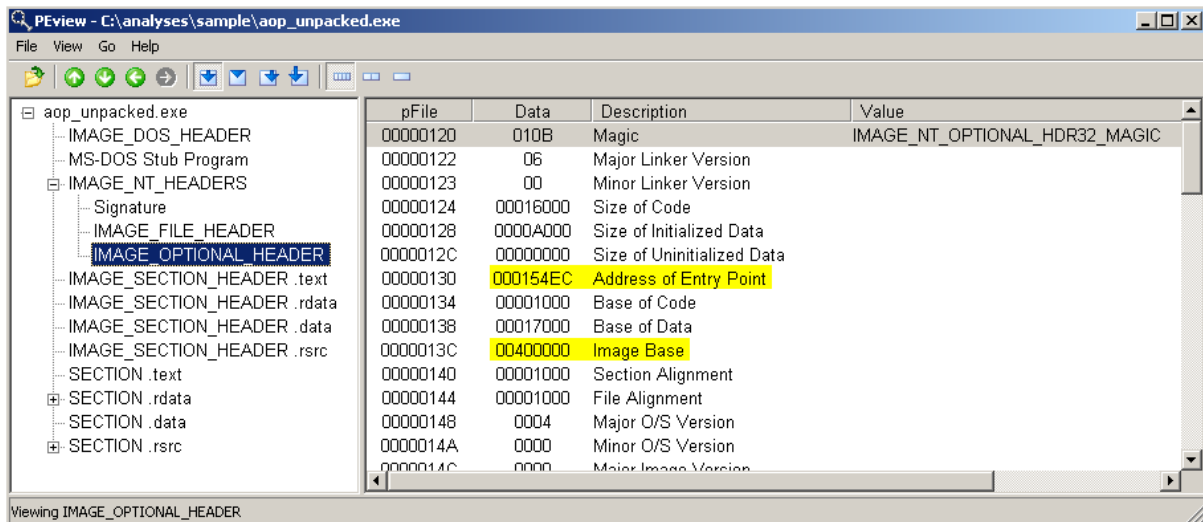 PEview - C:\analyses\sample\aop_unpacked.exe
File View Go Help
aop_unpacked.exe
IMAGE_DOS_HEADER
MS-DOS Stub Program
IMAGE_NT_HEADERS
Signature
IMAGE_FILE_HEADER
IMAGE_OPTIONAL_HEADER
IMAGE_SECTION_HEADER .text
IMAGE_SECTION_HEADER .rdata
IMAGE_SECTION_HEADER .data
IMAGE_SECTION_HEADER .rsrc
SECTION .text
SECTION .rdata
SECTION .data
SECTION .rsrc
pFile Data Description Value
00000120 010B Magic IMAGE_NT_OPTIONAL_HDR32_MAGIC
00000122 06 Major Linker Version
00000123 00 Minor Linker Version
00000124 00016000 Size of Code
00000128 0000A000 Size of Initialized Data
0000012C 00000000 Size of Uninitialized Data
00000130 000154EC Address of Entry Point
00000134 00001000 Base of Code
00000138 00017000 Base of Data
0000013C 00400000 Image Base
00000140 00001000 Section Alignment
00000144 00001000 File Alignment
00000148 0004 Major O/S Version
0000014A 0000 Minor O/S Version
0000014C 0000 Major Image Version
Viewing IMAGE_OPTIONAL_HEADER